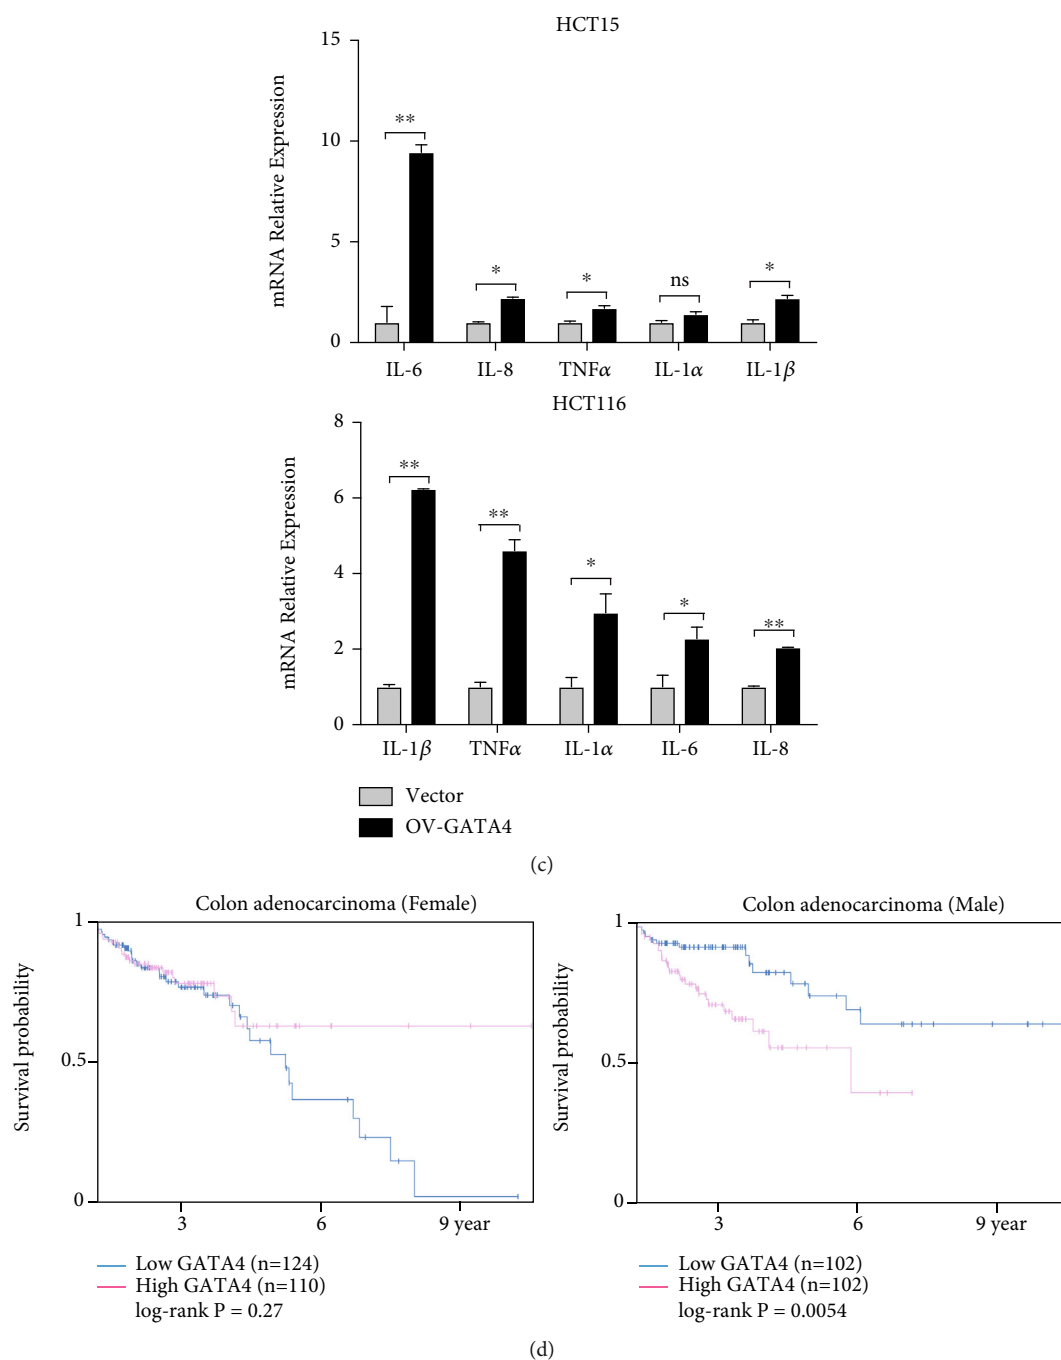 HCT15
mRNA Relative Expression
15
10
5
0
**
*
*
ns
*
IL-6 IL-8 TNFα IL-1α IL-1β
HCT116
mRNA Relative Expression
8
6
4
2
0
**
**
*
*
**
IL-1β TNFα IL-1α IL-6 IL-8
Vector
OV-GATA4
(c)
Colon adenocarcinoma (Female)
Survival probability
1
0.5
0
3 6 9 year
Low GATA4 (n=124)
High GATA4 (n=110)
log-rank P = 0.27
Colon adenocarcinoma (Male)
Survival probability
1
0.5
0
3 6 9 year
Low GATA4 (n=102)
High GATA4 (n=102)
log-rank P = 0.0054
(d)